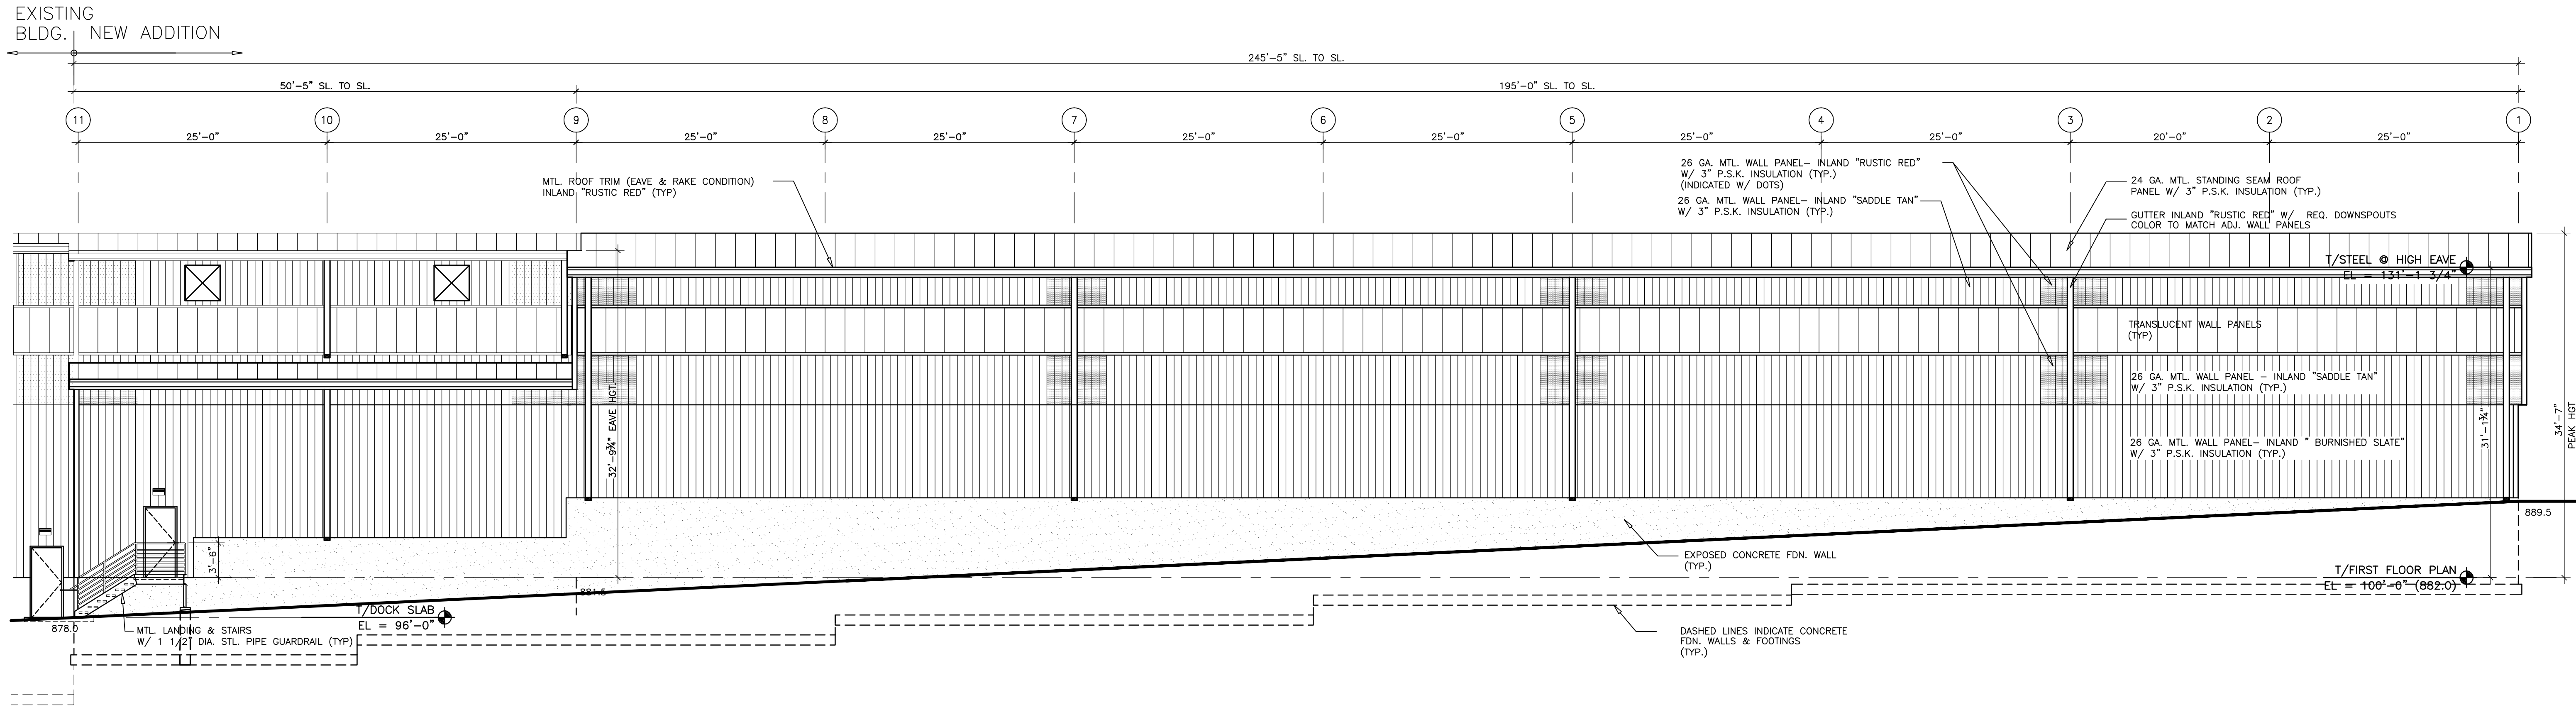 EXISTING
BLDG. NEW ADDITION
245'-5" SL. TO SL.
50'-5" SL. TO SL.
195'-0" SL. TO SL.
11
10
9
8
7
6
5
4
3
2
1
25'-0"
25'-0"
25'-0"
25'-0"
25'-0"
25'-0"
25'-0"
25'-0"
20'-0"
25'-0"
MTL. ROOF TRIM (EAVE & RAKE CONDITION)
INLAND "RUSTIC RED" (TYP)
26 GA. MTL. WALL PANEL- INLAND "RUSTIC RED"
W/ 3" P.S.K. INSULATION (TYP.)
(INDICATED W/ DOTS)
26 GA. MTL. WALL PANEL- INLAND "SADDLE TAN"
W/ 3" P.S.K. INSULATION (TYP.)
24 GA. MTL. STANDING SEAM ROOF
PANEL W/ 3" P.S.K. INSULATION (TYP.)
GUTTER INLAND "RUSTIC RED" W/ REQ. DOWNSPOUTS
COLOR TO MATCH ADJ. WALL PANELS
T/STEEL @ HIGH EAVE
EL = 131'-1 3/4"
TRANSLUCENT WALL PANELS
(TYP)
26 GA. MTL. WALL PANEL - INLAND "SADDLE TAN"
W/ 3" P.S.K. INSULATION (TYP.)
26 GA. MTL. WALL PANEL- INLAND " BURNISHED SLATE"
W/ 3" P.S.K. INSULATION (TYP.)
32'-9¾" EAVE HGT.
31'-1¾"
34'-7"
PEAK HGT
3'-6"
889.5
881.5
878.0
EXPOSED CONCRETE FDN. WALL
(TYP.)
T/FIRST FLOOR PLAN
EL = 100'-0" (882.0)
T/DOCK SLAB
EL = 96'-0"
MTL. LANDING & STAIRS
W/ 1 1/2" DIA. STL. PIPE GUARDRAIL (TYP)
DASHED LINES INDICATE CONCRETE
FDN. WALLS & FOOTINGS
(TYP.)